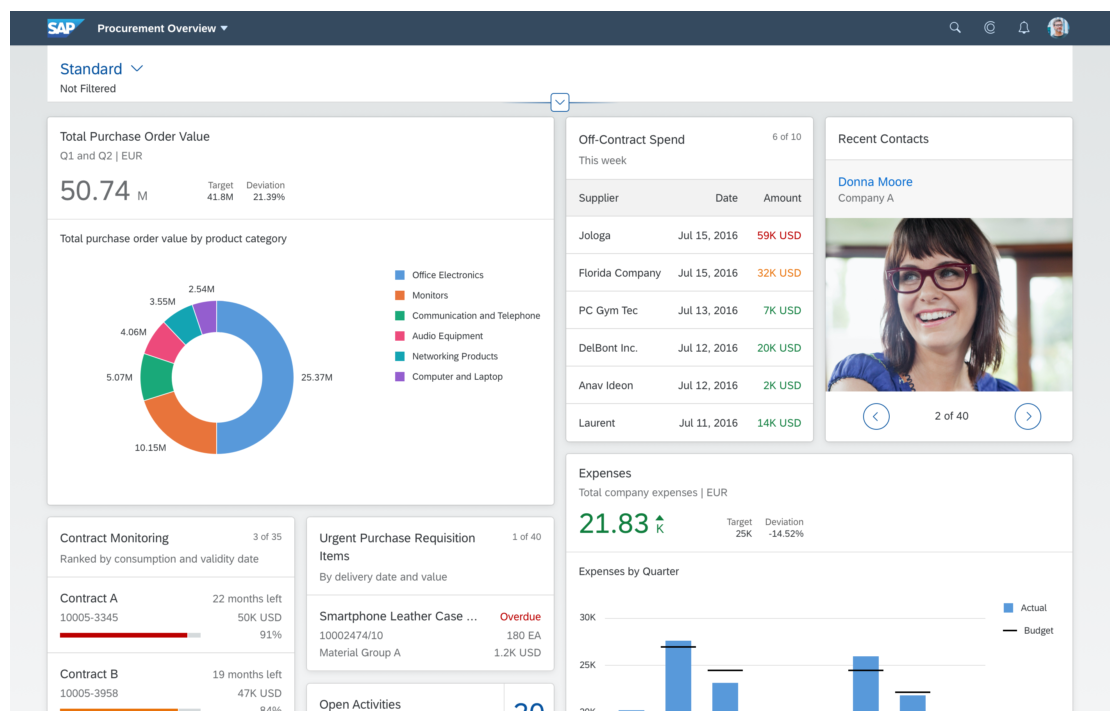 SAP Procurement Overview
Standard
Not Filtered
Total Purchase Order Value
Q1 and Q2 | EUR
50.74 M
Target Deviation
41.8M 21.39%
Total purchase order value by product category
2.54M
3.55M
4.06M
5.07M
25.37M
10.15M
Office Electronics
Monitors
Communication and Telephone
Audio Equipment
Networking Products
Computer and Laptop
Off-Contract Spend 6 of 10
This week
Supplier Date Amount
Jologa Jul 15, 2016 59K USD
Florida Company Jul 15, 2016 32K USD
PC Gym Tec Jul 13, 2016 7K USD
DelBont Inc. Jul 12, 2016 20K USD
Anav Ideon Jul 12, 2016 2K USD
Laurent Jul 11, 2016 14K USD
Recent Contacts
Donna Moore
Company A
2 of 40
Contract Monitoring 3 of 35
Ranked by consumption and validity date
Contract A 22 months left
10005-3345 50K USD
91%
Contract B 19 months left
10005-3958 47K USD
84%
Urgent Purchase Requisition Items 1 of 40
By delivery date and value
Smartphone Leather Case ... Overdue
10002474/10 180 EA
Material Group A 1.2K USD
Open Activities
Expenses
Total company expenses | EUR
21.83 K
Target Deviation
25K -14.52%
Expenses by Quarter
30K
25K
Actual
Budget